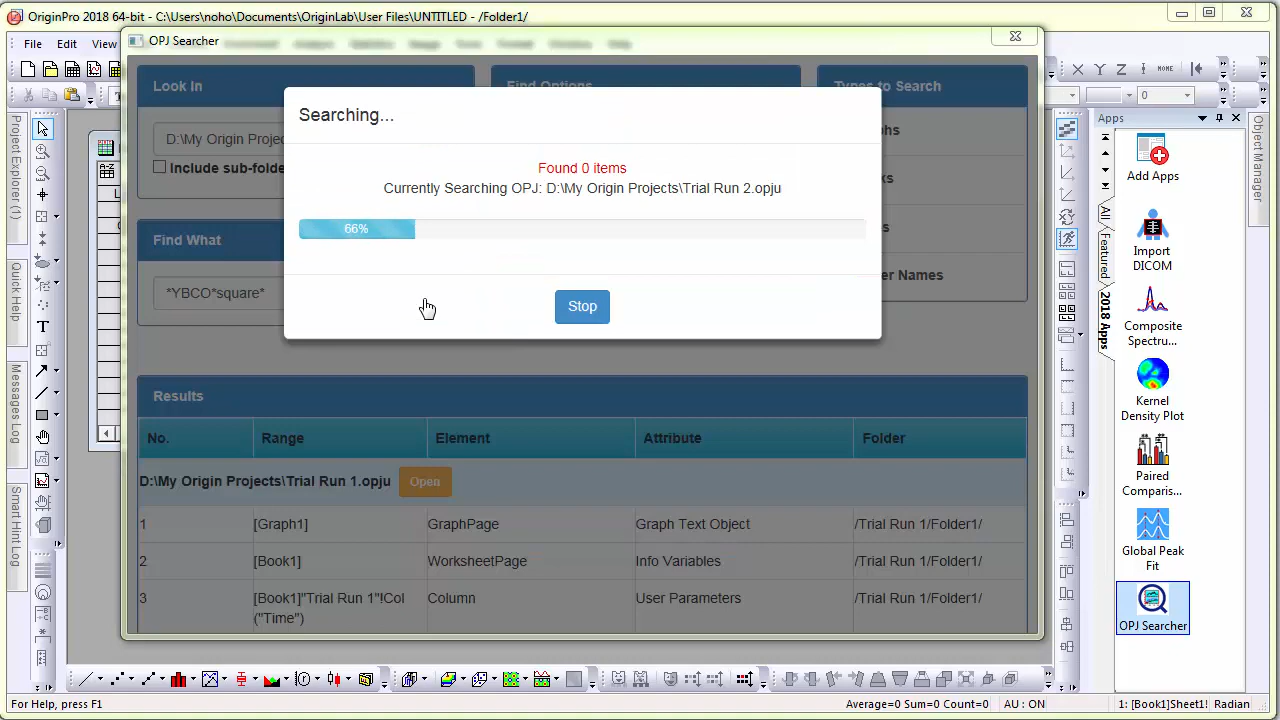 OriginPro 2018 64-bit - C:\Users\noho\Documents\OriginLab\User Files\UNTITLED - /Folder1/
File Edit View
OPJ Searcher
Look In
Find Options
Types to Search
D:\My Origin Projec
Include sub-folde
Find What
*YBCO*square*
Searching...
Found 0 items
Currently Searching OPJ: D:\My Origin Projects\Trial Run 2.opju
66%
Stop
phs
ks
s
er Names
Results
No. Range Element Attribute Folder
D:\My Origin Projects\Trial Run 1.opju Open
1 [Graph1] GraphPage Graph Text Object /Trial Run 1/Folder1/
2 [Book1] WorksheetPage Info Variables /Trial Run 1/Folder1/
3 [Book1]"Trial Run 1"!Col Column User Parameters /Trial Run 1/Folder1/
("Time")
Project Explorer (1)
Quick Help
Messages Log
Smart Hint Log
X Y Z NONE
0
Apps
All
Featured
2018 Apps
Add Apps
Import
DICOM
Composite
Spectru...
Kernel
Density Plot
Paired
Comparis...
Global Peak
Fit
OPJ Searcher
Object Manager
For Help, press F1
Average=0 Sum=0 Count=0
AU : ON
1: [Book1]Sheet1!
Radian